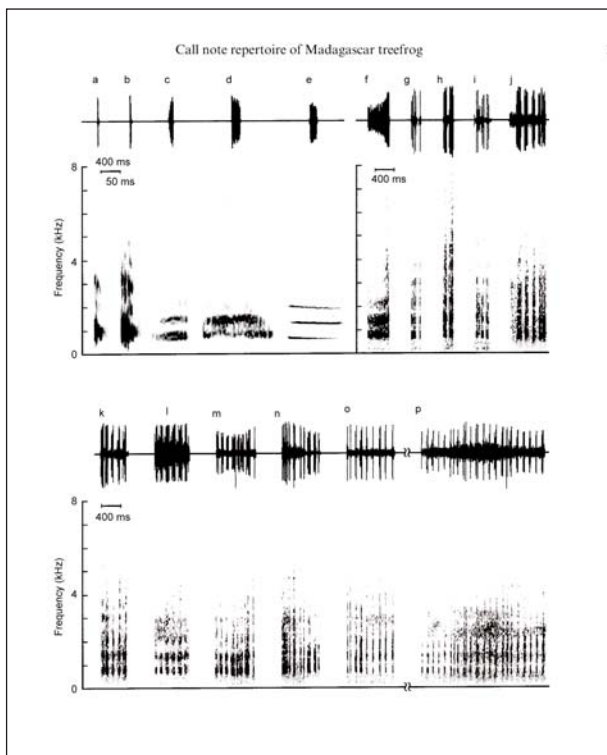 Call note repertoire of Madagascar treefrog
a b c d e f g h i j
400 ms
50 ms
400 ms
8
4
0
Frequency (kHz)
k l m n o p
400 ms
8
4
0
Frequency (kHz)